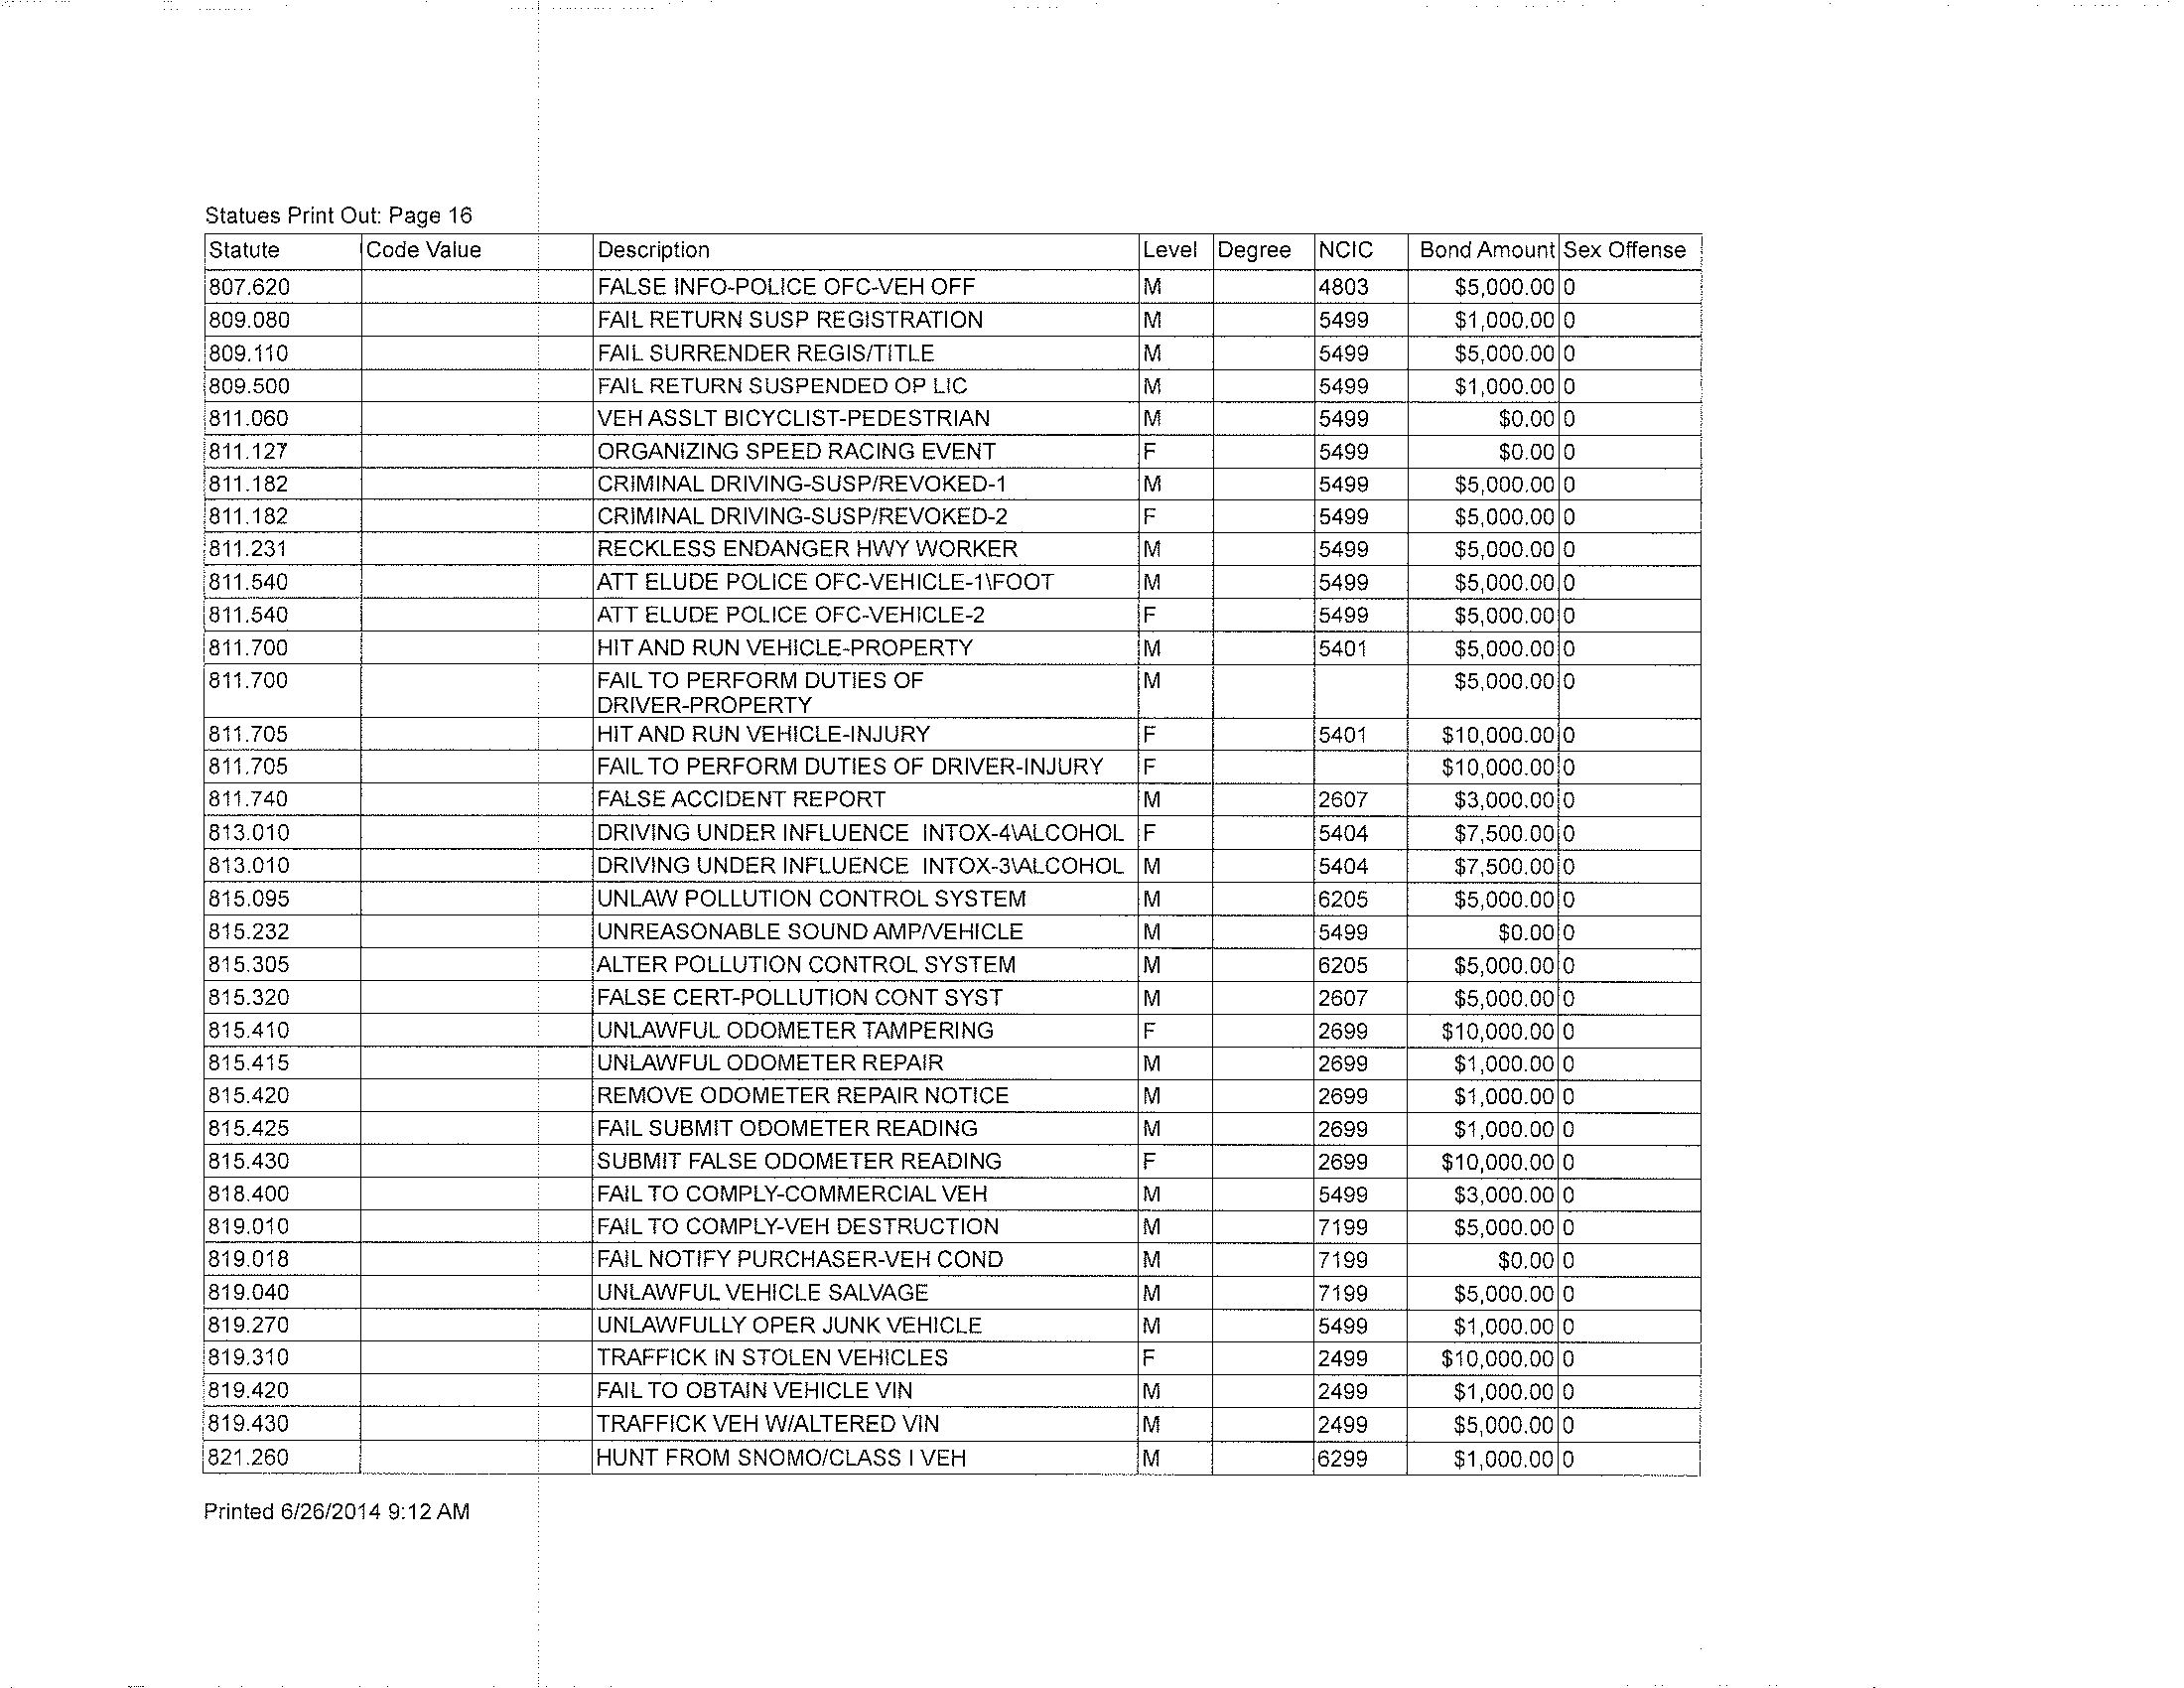 Statues Print Out: Page 16
Statute Code Value Description Level Degree NCIC Bond Amount Sex Offense
807.620 FALSE INFO-POLICE OFC-VEH OFF M 4803 $5,000.00 0
809.080 FAIL RETURN SUSP REGISTRATION M 5499 $1,000.00 0
809.110 FAIL SURRENDER REGIS/TITLE M 5499 $5,000.00 0
809.500 FAIL RETURN SUSPENDED OP LIC M 5499 $1,000.00 0
811.060 VEH ASSLT BICYCLIST-PEDESTRIAN M 5499 $0.00 0
811.127 ORGANIZING SPEED RACING EVENT F 5499 $0.00 0
811.182 CRIMINAL DRIVING-SUSP/REVOKED-1 M 5499 $5,000.00 0
811.182 CRIMINAL DRIVING-SUSP/REVOKED-2 F 5499 $5,000.00 0
811.231 RECKLESS ENDANGER HWY WORKER M 5499 $5,000.00 0
811.540 ATT ELUDE POLICE OFC-VEHICLE-1\FOOT M 5499 $5,000.00 0
811.540 ATT ELUDE POLICE OFC-VEHICLE-2 F 5499 $5,000.00 0
811.700 HIT AND RUN VEHICLE-PROPERTY M 5401 $5,000.00 0
811.700 FAIL TO PERFORM DUTIES OF M $5,000.00 0
DRIVER-PROPERTY
811.705 HIT AND RUN VEHICLE-INJURY F 5401 $10,000.00 0
811.705 FAIL TO PERFORM DUTIES OF DRIVER-INJURY F $10,000.00 0
811.740 FALSE ACCIDENT REPORT M 2607 $3,000.00 0
813.010 DRIVING UNDER INFLUENCE  INTOX-4\ALCOHOL F 5404 $7,500.00 0
813.010 DRIVING UNDER INFLUENCE  INTOX-3\ALCOHOL M 5404 $7,500.00 0
815.095 UNLAW POLLUTION CONTROL SYSTEM M 6205 $5,000.00 0
815.232 UNREASONABLE SOUND AMP/VEHICLE M 5499 $0.00 0
815.305 ALTER POLLUTION CONTROL SYSTEM M 6205 $5,000.00 0
815.320 FALSE CERT-POLLUTION CONT SYST M 2607 $5,000.00 0
815.410 UNLAWFUL ODOMETER TAMPERING F 2699 $10,000.00 0
815.415 UNLAWFUL ODOMETER REPAIR M 2699 $1,000.00 0
815.420 REMOVE ODOMETER REPAIR NOTICE M 2699 $1,000.00 0
815.425 FAIL SUBMIT ODOMETER READING M 2699 $1,000.00 0
815.430 SUBMIT FALSE ODOMETER READING F 2699 $10,000.00 0
818.400 FAIL TO COMPLY-COMMERCIAL VEH M 5499 $3,000.00 0
819.010 FAIL TO COMPLY-VEH DESTRUCTION M 7199 $5,000.00 0
819.018 FAIL NOTIFY PURCHASER-VEH COND M 7199 $0.00 0
819.040 UNLAWFUL VEHICLE SALVAGE M 7199 $5,000.00 0
819.270 UNLAWFULLY OPER JUNK VEHICLE M 5499 $1,000.00 0
819.310 TRAFFICK IN STOLEN VEHICLES F 2499 $10,000.00 0
819.420 FAIL TO OBTAIN VEHICLE VIN M 2499 $1,000.00 0
819.430 TRAFFICK VEH W/ALTERED VIN M 2499 $5,000.00 0
821.260 HUNT FROM SNOMO/CLASS I VEH M 6299 $1,000.00 0
Printed 6/26/2014 9:12 AM